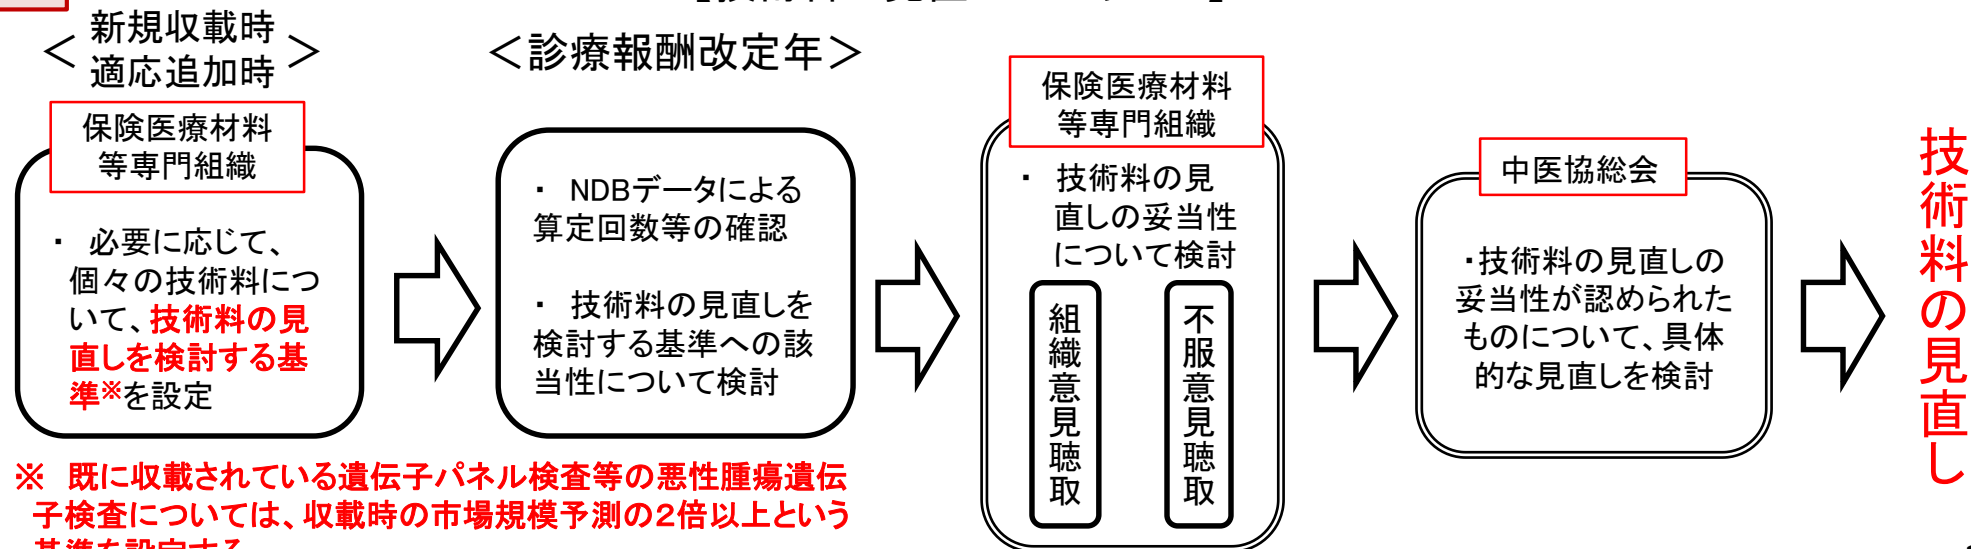 ＜ 新規収載時
適応追加時 ＞
＜診療報酬改定年＞
保険医療材料
等専門組織
・ 必要に応じて、
個々の技術料につ
いて、技術料の見
直しを検討する基
準※を設定
・ NDBデータによる
算定回数等の確認
・ 技術料の見直しを
検討する基準への該
当性について検討
保険医療材料
等専門組織
・ 技術料の見
直しの妥当性
について検討
組織意見聴取
不服意見聴取
中医協総会
・技術料の見直しの
妥当性が認められた
ものについて、具体
的な見直しを検討
技術料の見直し
※ 既に収載されている遺伝子パネル検査等の悪性腫瘍遺伝
子検査については、収載時の市場規模予測の２倍以上という